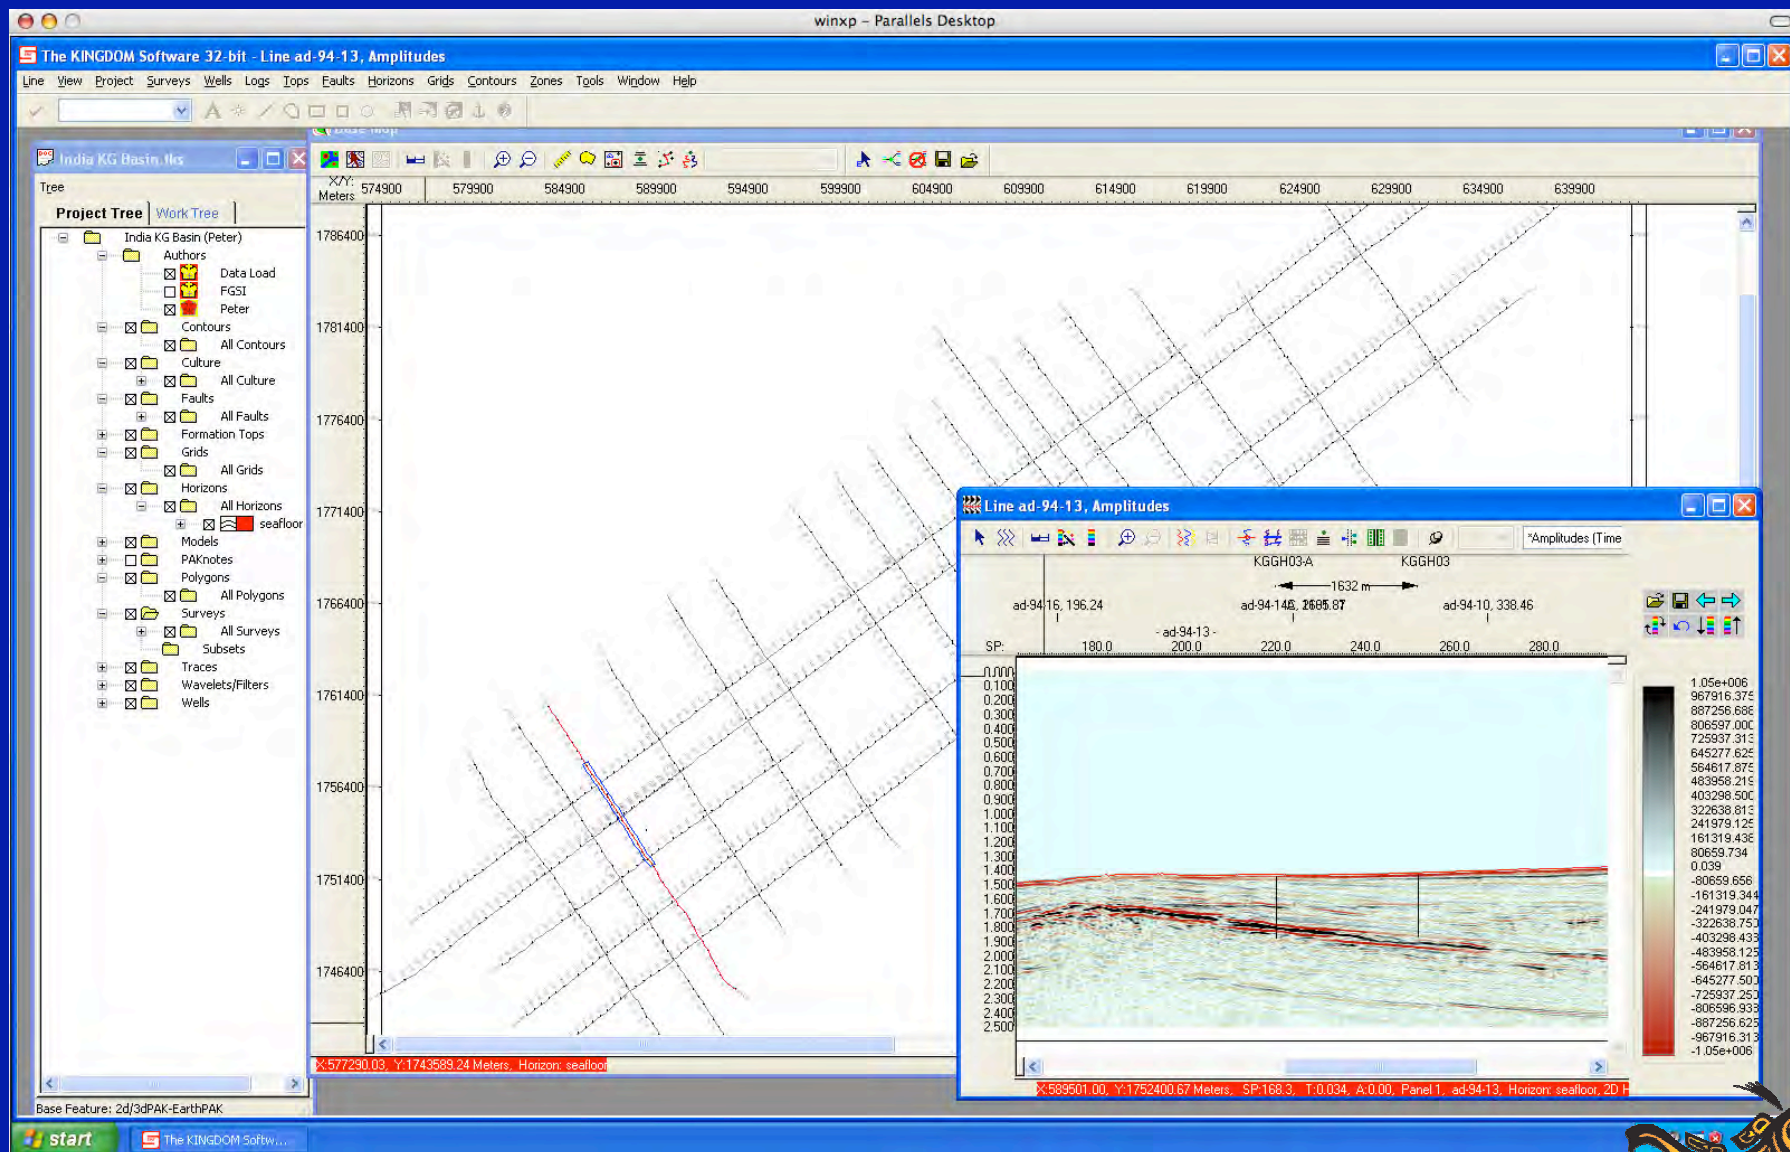 winxp – Parallels Desktop
The KINGDOM Software 32-bit - Line ad-94-13, Amplitudes
Line View Project Surveys Wells Logs Tops Faults Horizons Grids Contours Zones Tools Window Help
Base Map
India KG Basin.tks
Tree
Project Tree Work Tree
India KG Basin (Peter)
Authors
Data Load
FGSI
Peter
Contours
All Contours
Culture
All Culture
Faults
All Faults
Formation Tops
Grids
All Grids
Horizons
All Horizons
seafloor
Models
PAKnotes
Polygons
All Polygons
Surveys
All Surveys
Subsets
Traces
Wavelets/Filters
Wells
Base Feature: 2d/3dPAK-EarthPAK
X/Y:
Meters
574900 579900 584900 589900 594900 599900 604900 609900 614900 619900 624900 629900 634900 639900
1786400
1781400
1776400
1771400
1766400
1761400
1756400
1751400
1746400
X:577290.03, Y:1743589.24 Meters, Horizon: seafloor
Line ad-94-13, Amplitudes
*Amplitudes (Time
KGGH03-A KGGH03
1632 m
ad-94-16, 196.24 ad-94-10, 338.46
- ad-94-13 -
SP: 180.0 200.0 220.0 240.0 260.0 280.0
0.000
0.100
0.200
0.300
0.400
0.500
0.600
0.700
0.800
0.900
1.000
1.100
1.200
1.300
1.400
1.500
1.600
1.700
1.800
1.900
2.000
2.100
2.200
2.300
2.400
2.500
1.05e+006
967916.375
887256.688
806597.000
725937.313
645277.625
564617.875
483958.219
403298.500
322638.813
241979.125
161319.438
80659.734
0.039
-80659.656
-161319.344
-241979.047
-322638.750
-403298.433
-483958.125
-564617.813
-645277.500
-725937.250
-806596.938
-887256.625
-967916.313
-1.05e+006
X:589501.00, Y:1752400.67 Meters, SP:168.3, T:0.034, A:0.00, Panel 1, ad-94-13, Horizon: seafloor, 2D H
start
The KINGDOM Softw...